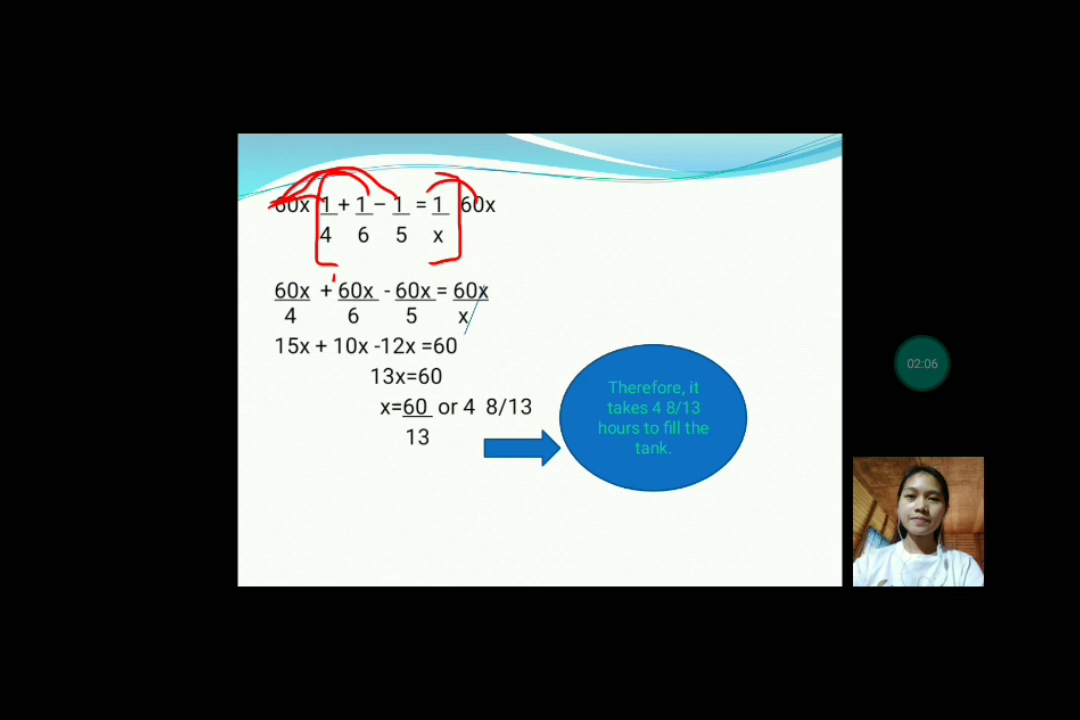 60x 1 + 1 – 1 = 1 60x
4 6 5 x
60x + 60x - 60x = 60x
4 6 5 x
15x + 10x -12x =60
13x=60
x=60 or 4 8/13
13
Therefore, it
takes 4 8/13
hours to fill the
tank.
02:06